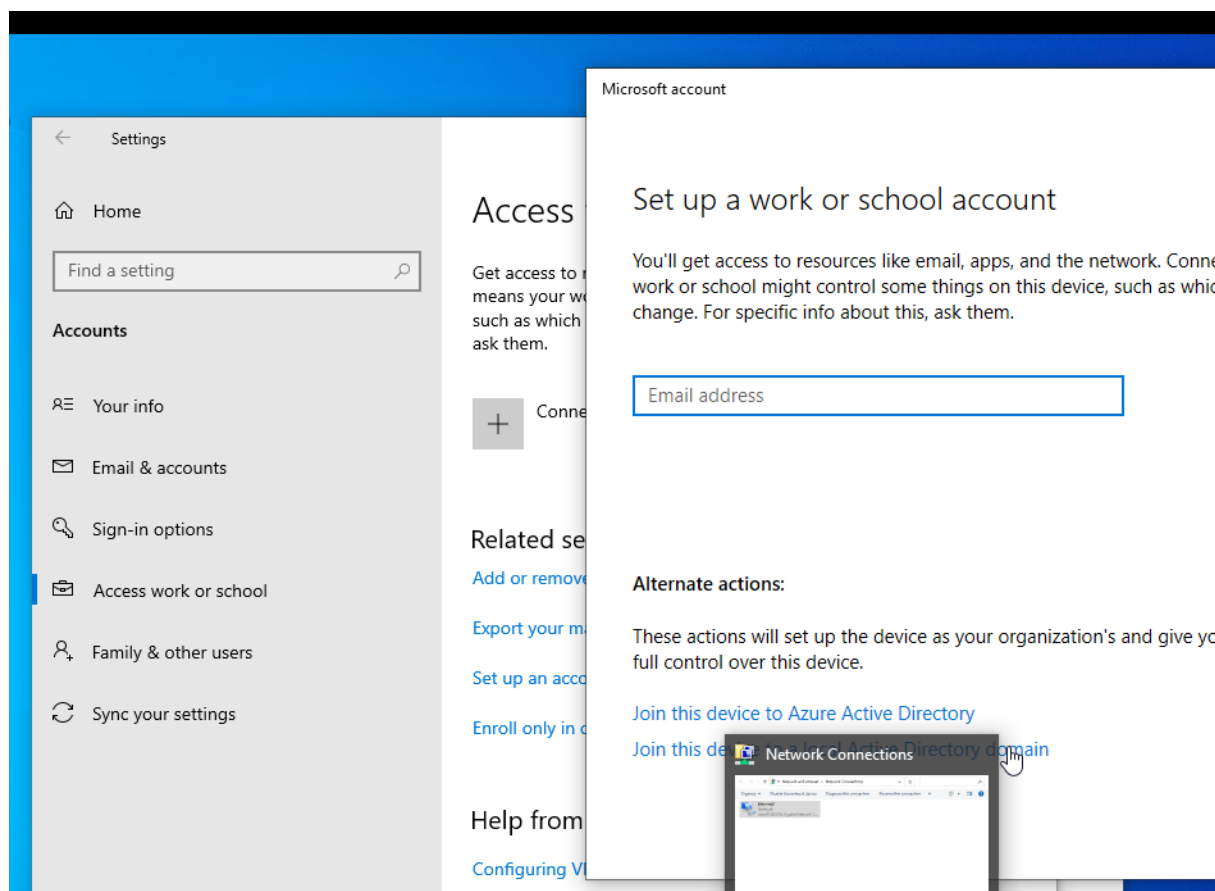 Microsoft account
Settings
Home
Find a setting
Accounts
Your info
Email & accounts
Sign-in options
Access work or school
Family & other users
Sync your settings
Access
Get access to
means your
such as which
ask them.
Conne
Related se
Add or remove
Export your
Set up an acco
Enroll only in
Help from
Configuring
Set up a work or school account
You'll get access to resources like email, apps, and the network. Conne
work or school might control some things on this device, such as whic
change. For specific info about this, ask them.
Email address
Alternate actions:
These actions will set up the device as your organization's and give yo
full control over this device.
Join this device to Azure Active Directory
Join this device to a local Active Directory domain
Network Connections